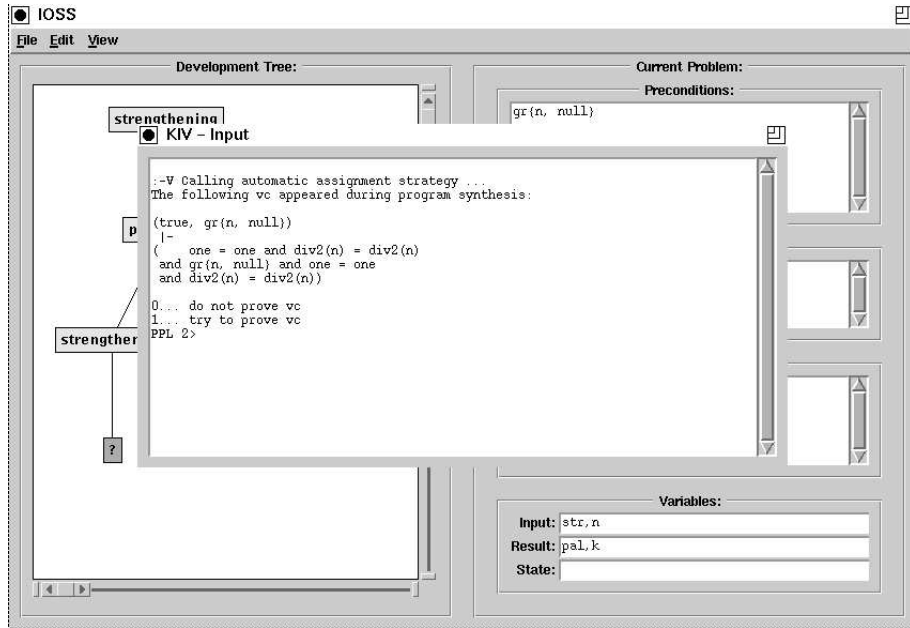 IOSS
File Edit View
Development Tree:
strengthening
?
Current Problem:
Preconditions:
gr{n, null}
KIV - Input
:-V Calling automatic assignment strategy ...
The following vc appeared during program synthesis:
(true, gr{n, null})
|-
( one = one and div2(n) = div2(n)
and gr{n, null} and one = one
and div2(n) = div2(n))
0... do not prove vc
1... try to prove vc
PPL 2>
p
strengther
Variables:
Input: str,n
Result: pal,k
State: